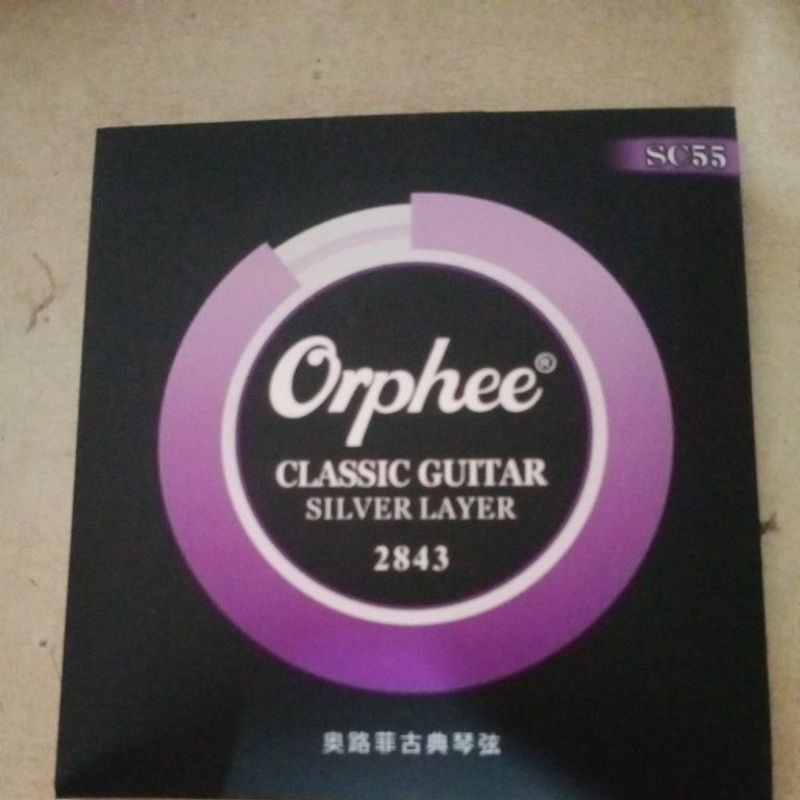 SC55
Orphee®
CLASSIC GUITAR
SILVER LAYER
2843
奥路菲古典琴弦